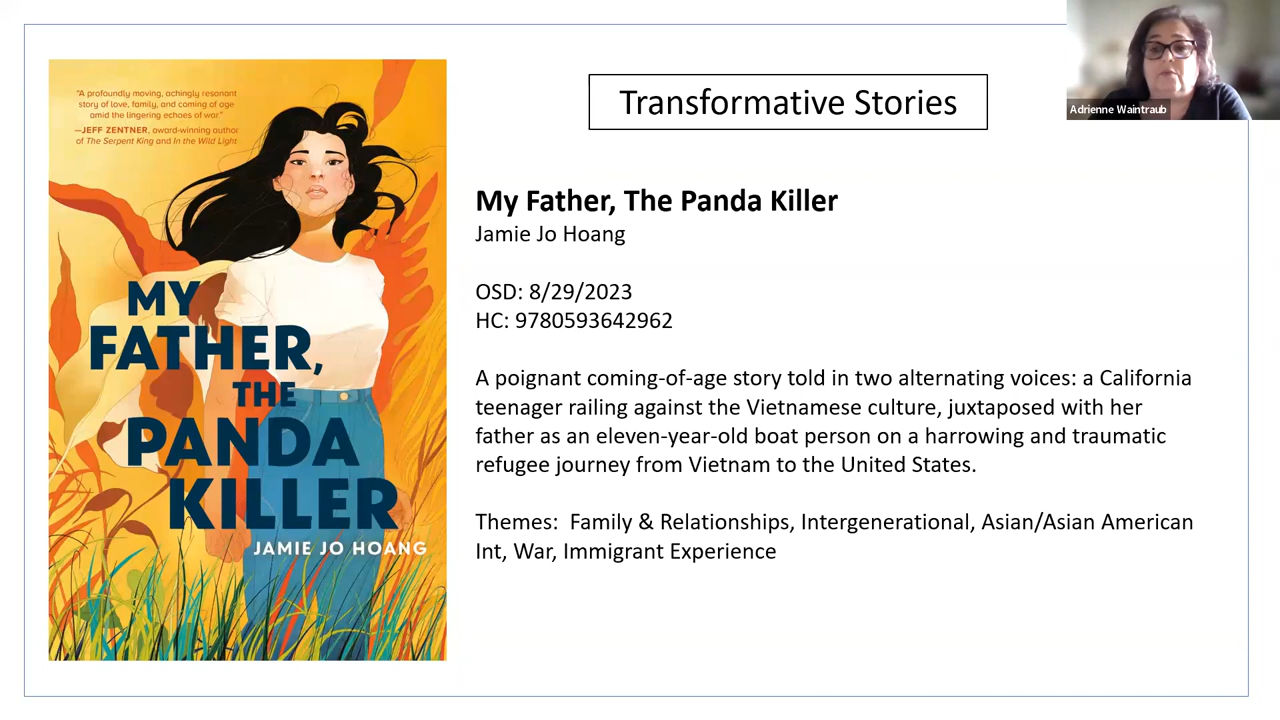 "A profoundly moving, achingly resonant
story of love, family, and coming of age
amid the lingering echoes of war."
—JEFF ZENTNER, award-winning author
of The Serpent King and In the Wild Light
MY
FATHER,
THE
PANDA
KILLER
JAMIE JO HOANG
Transformative Stories
Adrienne Waintraub
My Father, The Panda Killer
Jamie Jo Hoang
OSD: 8/29/2023
HC: 9780593642962
A poignant coming-of-age story told in two alternating voices: a California
teenager railing against the Vietnamese culture, juxtaposed with her
father as an eleven-year-old boat person on a harrowing and traumatic
refugee journey from Vietnam to the United States.
Themes:  Family & Relationships, Intergenerational, Asian/Asian American
Int, War, Immigrant Experience